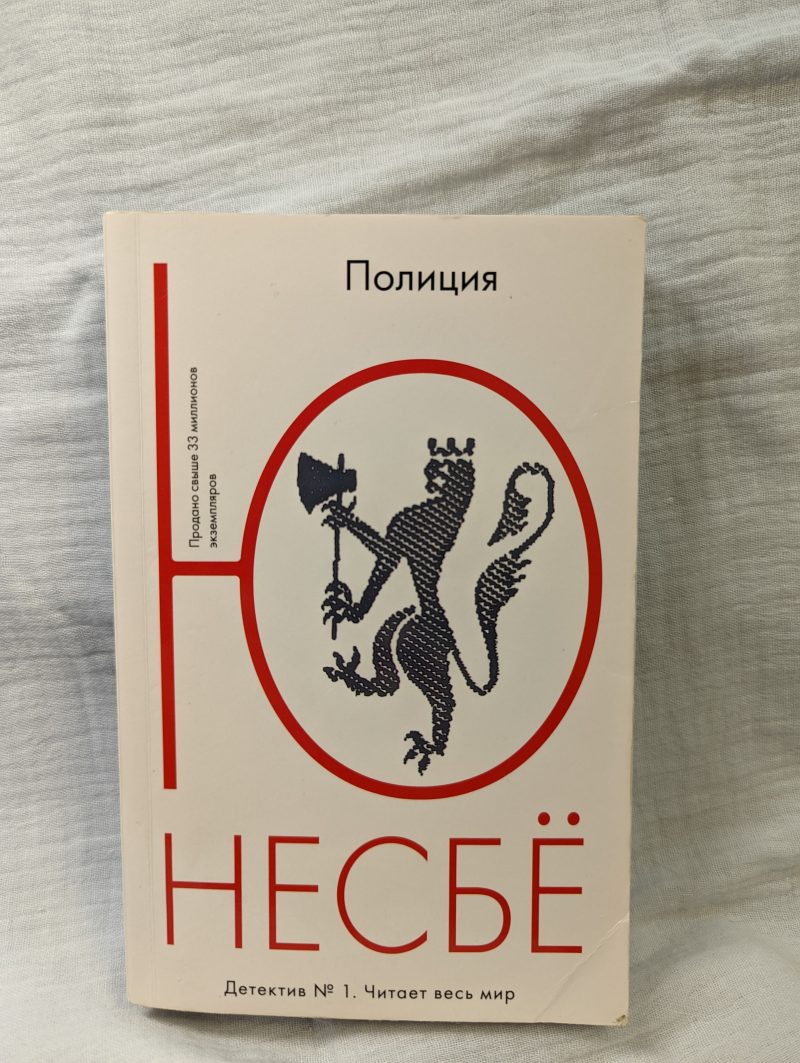 Полиция
Продано свыше 33 миллионов
экземпляров
Ю
НЕСБЁ
Детектив № 1. Читает весь мир